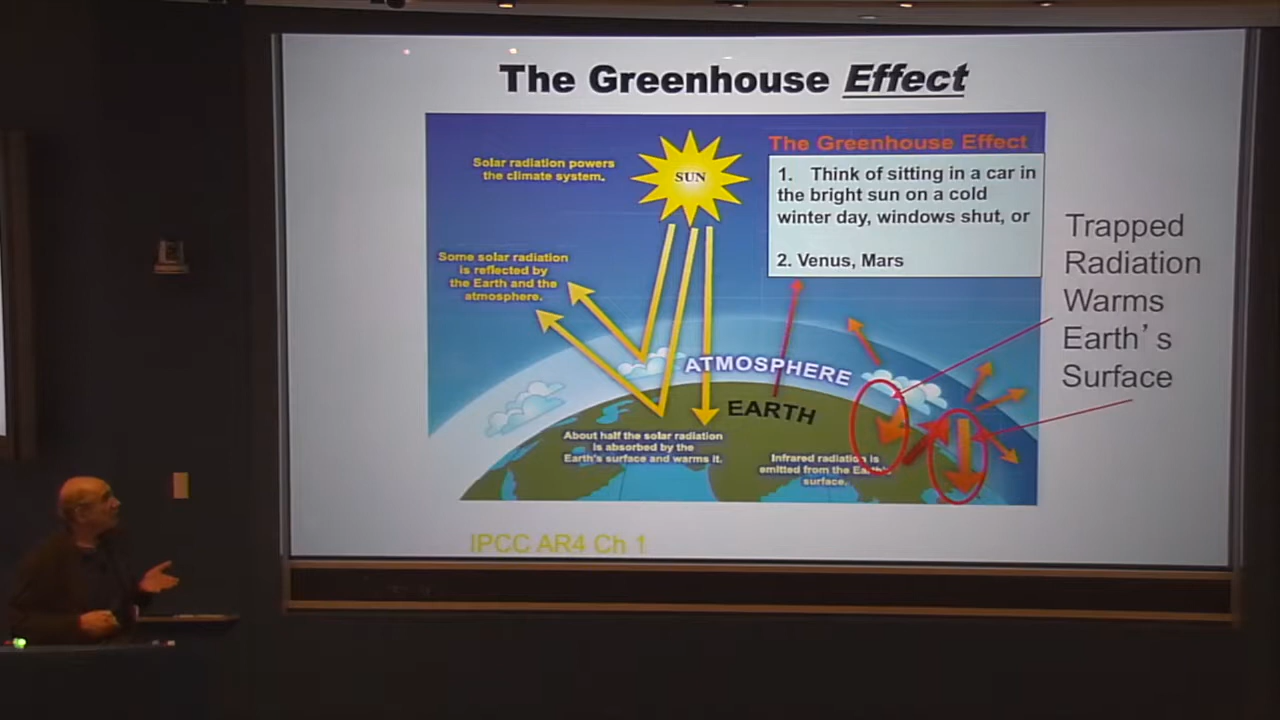 The Greenhouse Effect
Solar radiation powers
the climate system.
SUN
The Greenhouse Effect
1. Think of sitting in a car in
the bright sun on a cold
winter day, windows shut, or
2. Venus, Mars
Some solar radiation
is reflected by
the Earth and the
atmosphere.
Trapped
Radiation
Warms
Earth’s
Surface
ATMOSPHERE
EARTH
About half the solar radiation
is absorbed by the
Earth's surface and warms it.
Infrared radiation is
emitted from the Earth's
surface.
IPCC AR4 Ch 1